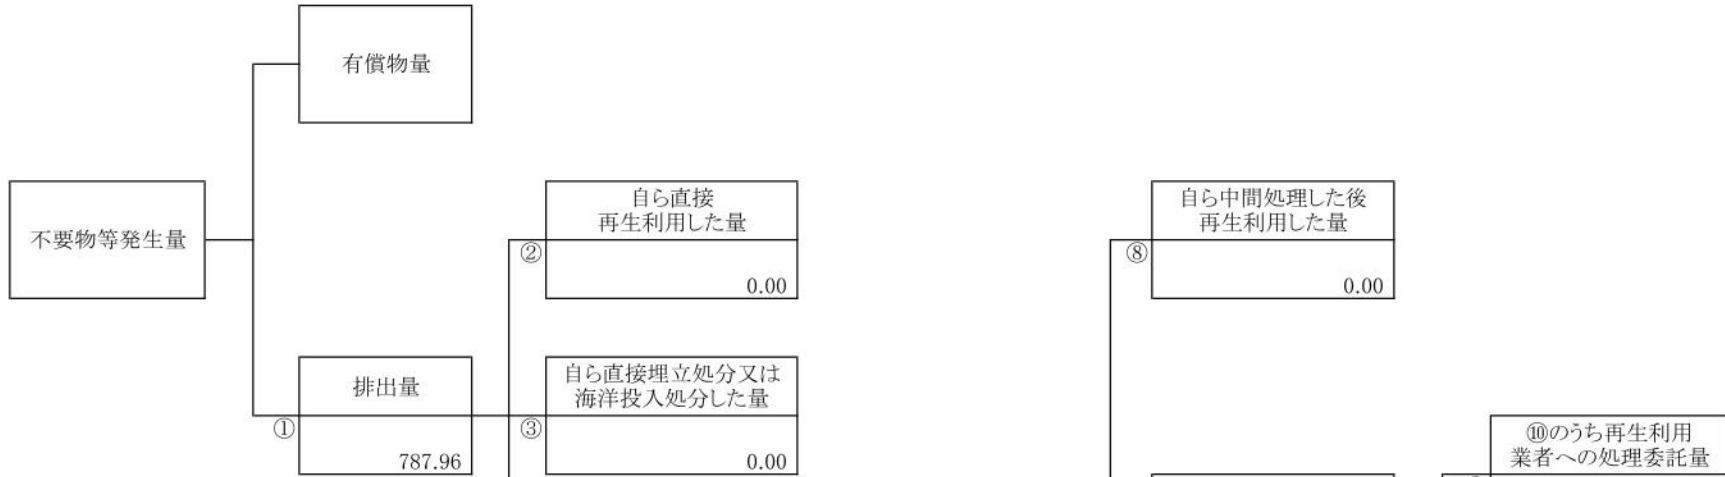 有償物量
不要物等発生量
自ら直接
再生利用した量
②
0.00
自ら中間処理した後
再生利用した量
⑧
0.00
排出量
①
787.96
自ら直接埋立処分又は
海洋投入処分した量
③
0.00
⑩のうち再生利用
業者への処理委託量